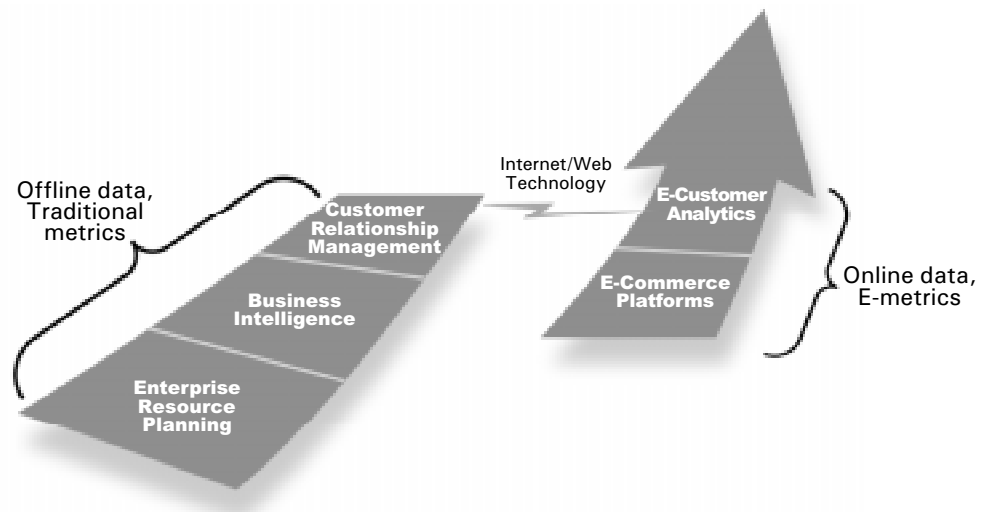 Offline data,
Traditional
metrics
Customer
Relationship
Management
Business
Intelligence
Enterprise
Resource
Planning
Internet/Web
Technology
E-Customer
Analytics
E-Commerce
Platforms
Online data,
E-metrics